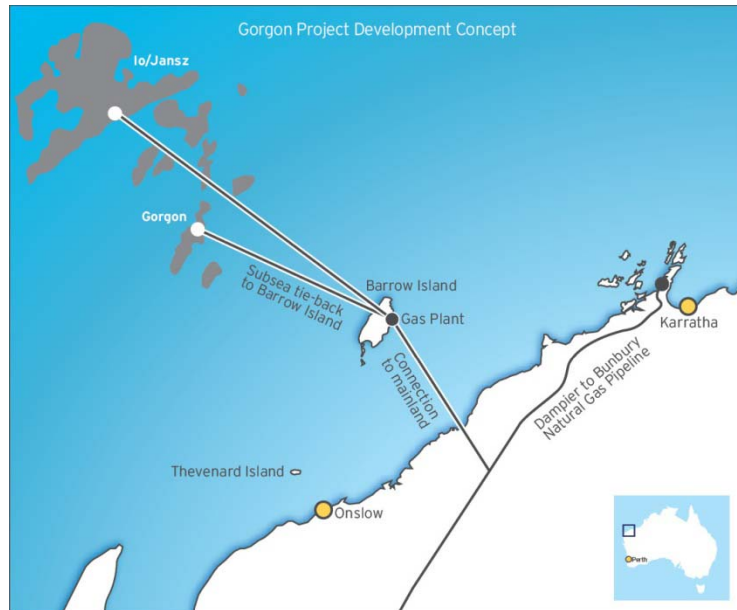 Gorgon Project Development Concept
Io/Jansz
Gorgon
Subsea tie-back
to Barrow Island
Barrow Island
Gas Plant
Karratha
Connection
to mainland
Dampier to Bunbury
Natural Gas Pipeline
Thevenard Island
Onslow
Perth